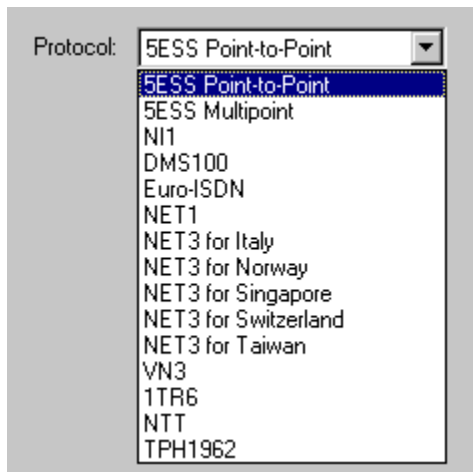 Protocol: 5ESS Point-to-Point
5ESS Point-to-Point
5ESS Multipoint
NI1
DMS100
Euro-ISDN
NET1
NET3 for Italy
NET3 for Norway
NET3 for Singapore
NET3 for Switzerland
NET3 for Taiwan
VN3
1TR6
NTT
TPH1962